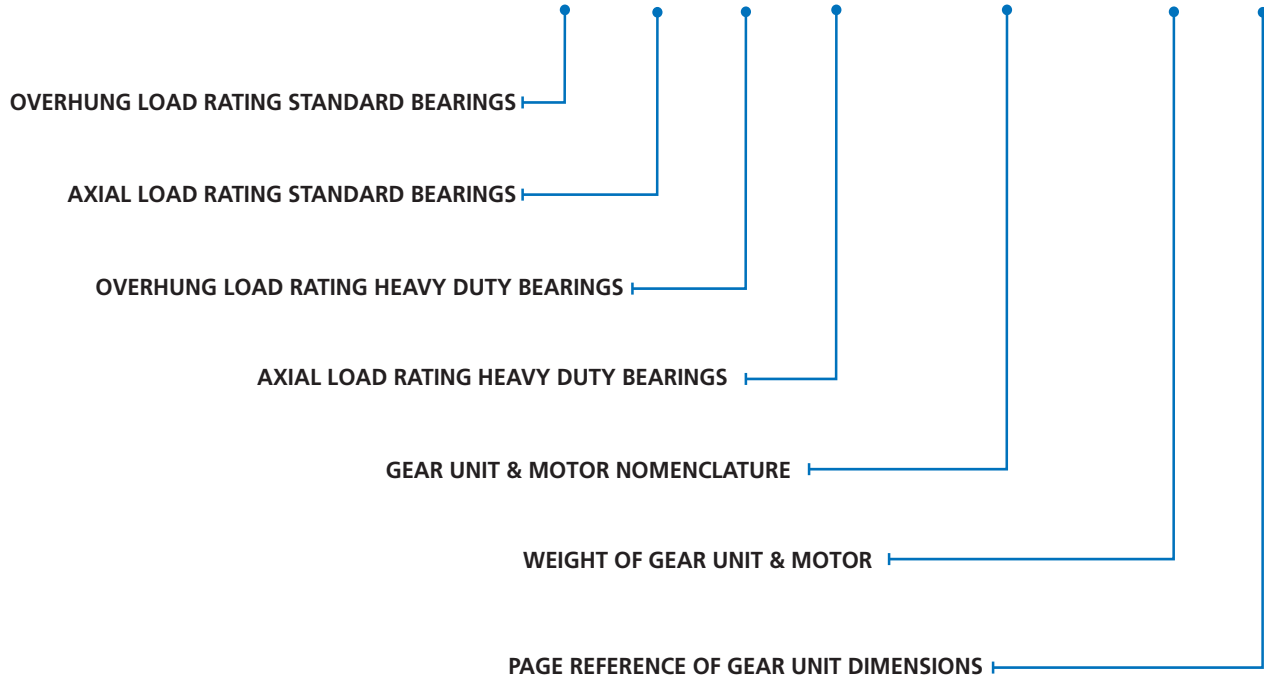 OVERHUNG LOAD RATING STANDARD BEARINGS
AXIAL LOAD RATING STANDARD BEARINGS
OVERHUNG LOAD RATING HEAVY DUTY BEARINGS
AXIAL LOAD RATING HEAVY DUTY BEARINGS
GEAR UNIT & MOTOR NOMENCLATURE
WEIGHT OF GEAR UNIT & MOTOR
PAGE REFERENCE OF GEAR UNIT DIMENSIONS